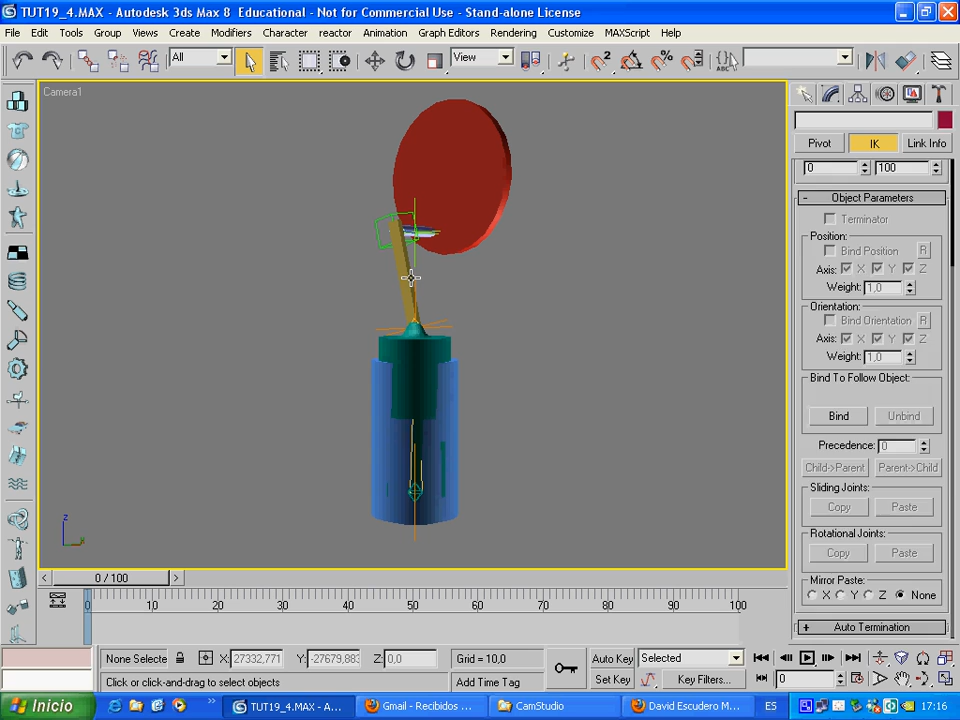 TUT19_4.MAX - Autodesk 3ds Max 8  Educational - Not for Commercial Use - Stand-alone License
File Edit Tools Group Views Create Modifiers Character reactor Animation Graph Editors Rendering Customize MAXScript Help
All View
Camera1
Pivot IK Link Info
0 100
- Object Parameters
Terminator
Position:
Bind Position R
Axis: X Y Z
Weight: 1,0
Orientation:
Bind Orientation R
Axis: X Y Z
Weight: 1,0
Bind To Follow Object:
Bind Unbind
Precedence: 0
Child->Parent Parent->Child
Sliding Joints:
Copy Paste
Rotational Joints:
Copy Paste
Mirror Paste:
X Y Z None
+ Auto Termination
z
< 0 / 100 >
0 10 20 30 40 50 60 70 80 90 100
None Selecte X: 27332,771 Y: -27679,883 Z: 0,0 Grid = 10,0 Auto Key Selected
Click or click-and-drag to select objects Add Time Tag Set Key Key Filters... 0
Inicio » TUT19_4.MAX - A... Gmail - Recibidos ... CamStudio David Escudero M... ES 17:16